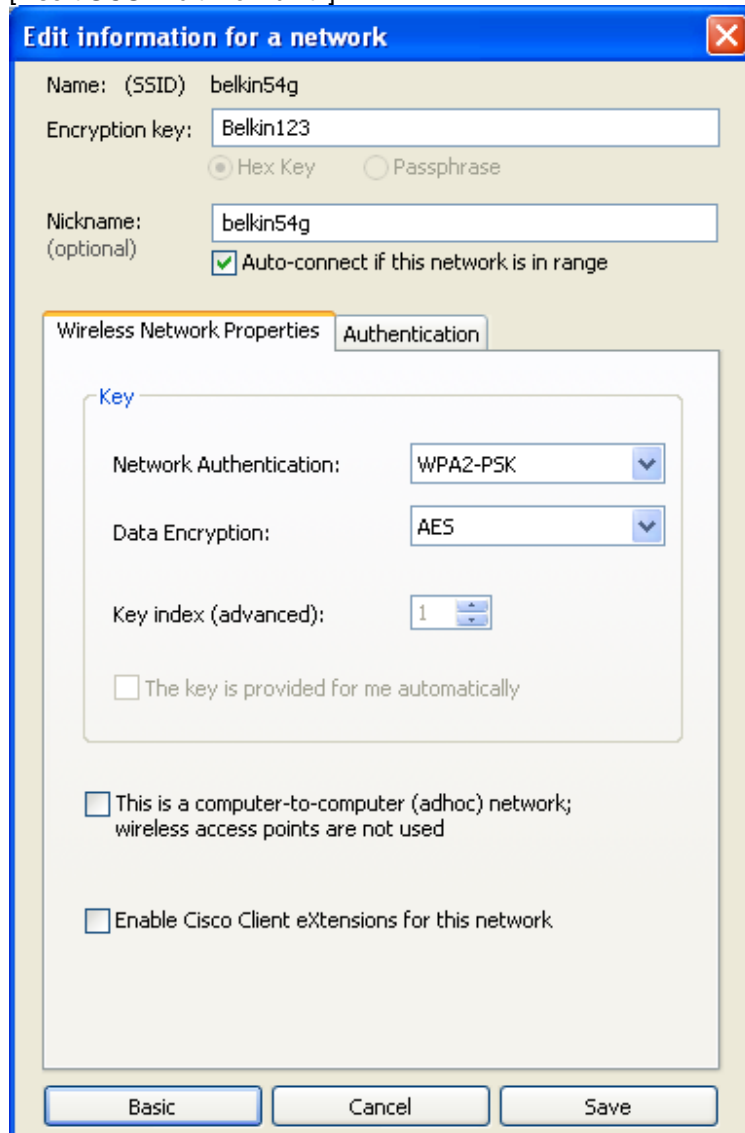 Edit information for a network
Name: (SSID) belkin54g
Encryption key: Belkin123
Hex Key Passphrase
Nickname: belkin54g
(optional)
Auto-connect if this network is in range
Wireless Network Properties Authentication
Key
Network Authentication: WPA2-PSK
Data Encryption: AES
Key index (advanced): 1
The key is provided for me automatically
This is a computer-to-computer (adhoc) network;
wireless access points are not used
Enable Cisco Client eXtensions for this network
Basic Cancel Save